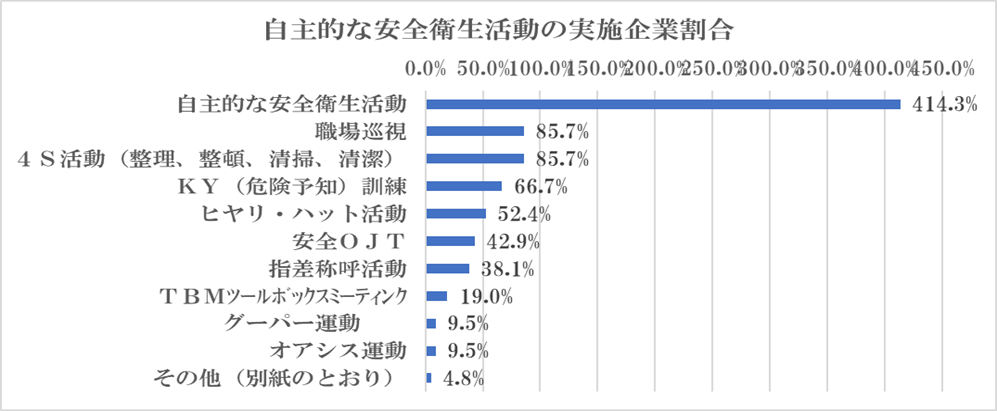 自主的な安全衛生活動の実施企業割合
0.0% 50.0% 100.0% 150.0% 200.0% 250.0% 300.0% 350.0% 400.0% 450.0%
自主的な安全衛生活動 414.3%
職場巡視 85.7%
４Ｓ活動（整理、整頓、清掃、清潔） 85.7%
ＫＹ（危険予知）訓練 66.7%
ヒヤリ・ハット活動 52.4%
安全ＯＪＴ 42.9%
指差称呼活動 38.1%
ＴＢＭﾂｰﾙﾎﾞｯｸｽﾐｰﾃｨﾝｸ 19.0%
グーパー運動 9.5%
オアシス運動 9.5%
その他（別紙のとおり） 4.8%